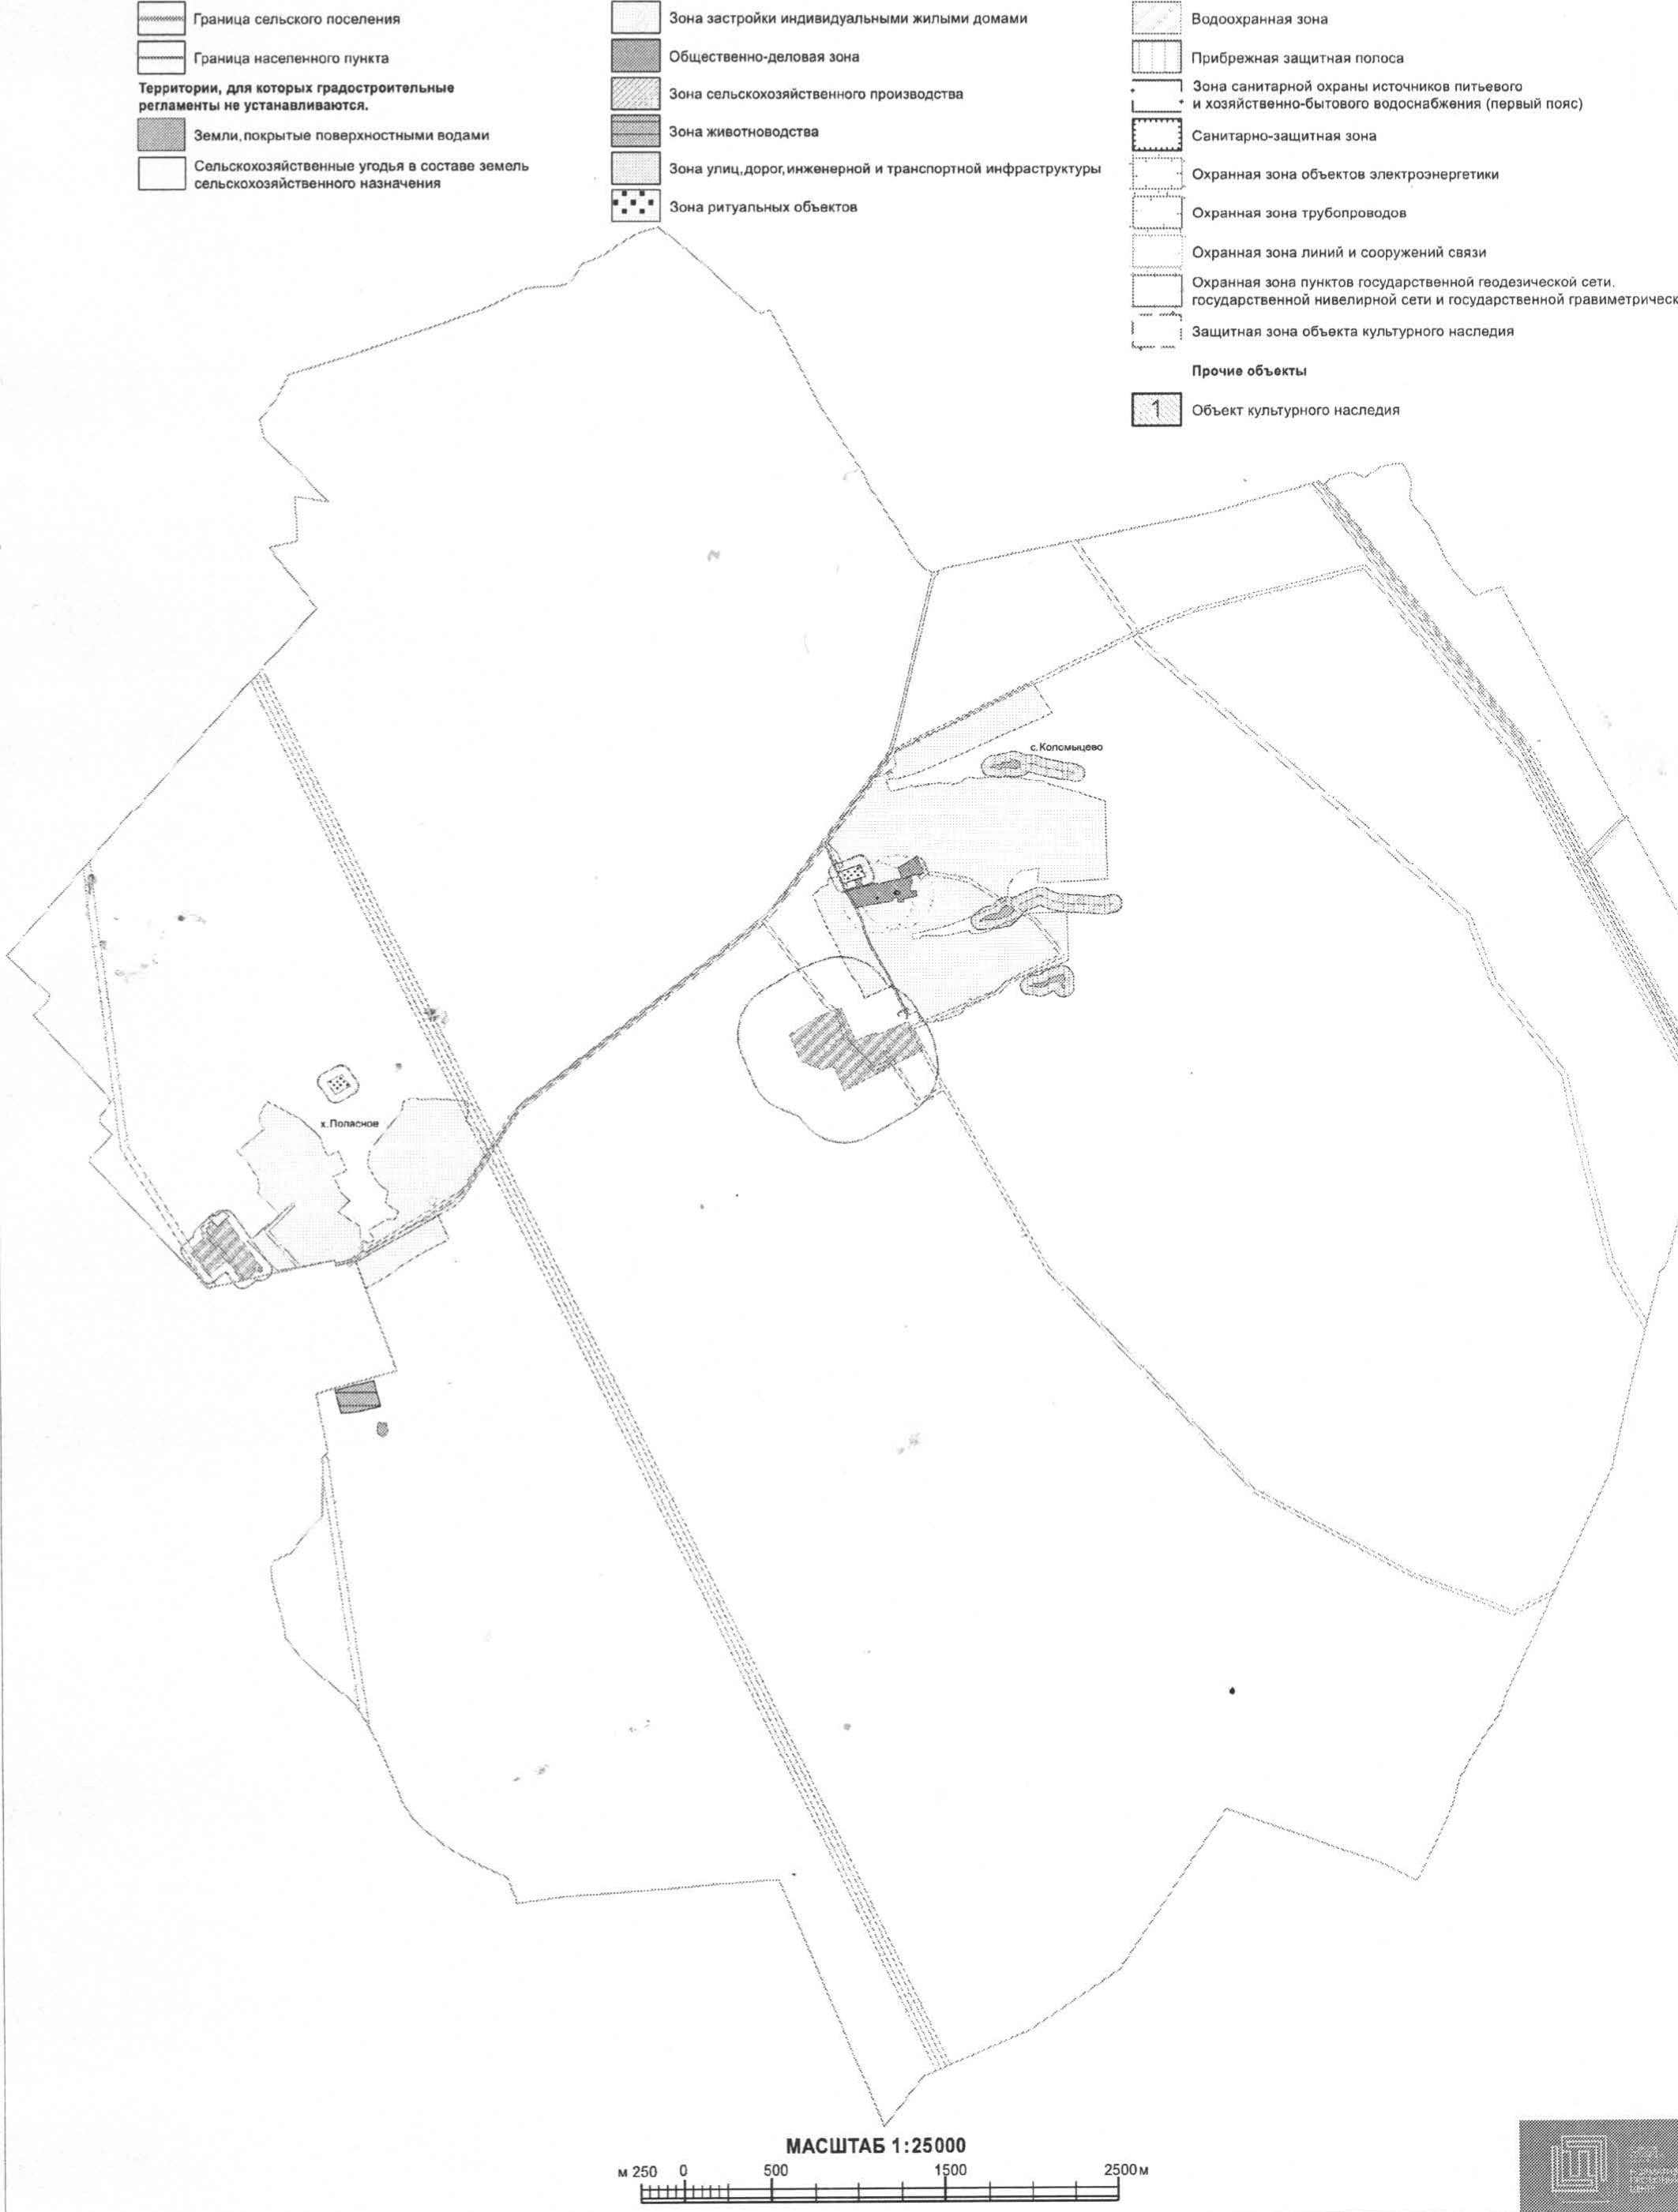 Граница сельского поселения
Граница населенного пункта
Территории, для которых градостроительные
регламенты не устанавливаются.
Земли, покрытые поверхностными водами
Сельскохозяйственные угодья в составе земель
сельскохозяйственного назначения
Зона застройки индивидуальными жилыми домами
Общественно-деловая зона
Зона сельскохозяйственного производства
Зона животноводства
Зона улиц, дорог, инженерной и транспортной инфраструктуры
Зона ритуальных объектов
Водоохранная зона
Прибрежная защитная полоса
Зона санитарной охраны источников питьевого
и хозяйственно-бытового водоснабжения (первый пояс)
Санитарно-защитная зона
Охранная зона объектов электроэнергетики
Охранная зона трубопроводов
Охранная зона линий и сооружений связи
Охранная зона пунктов государственной геодезической сети,
государственной нивелирной сети и государственной гравиметрическ
Защитная зона объекта культурного наследия
Прочие объекты
1 Объект культурного наследия
с.Коломыцево
х.Попасное
МАСШТАБ 1:25000
м 250 0 500 1500 2500м